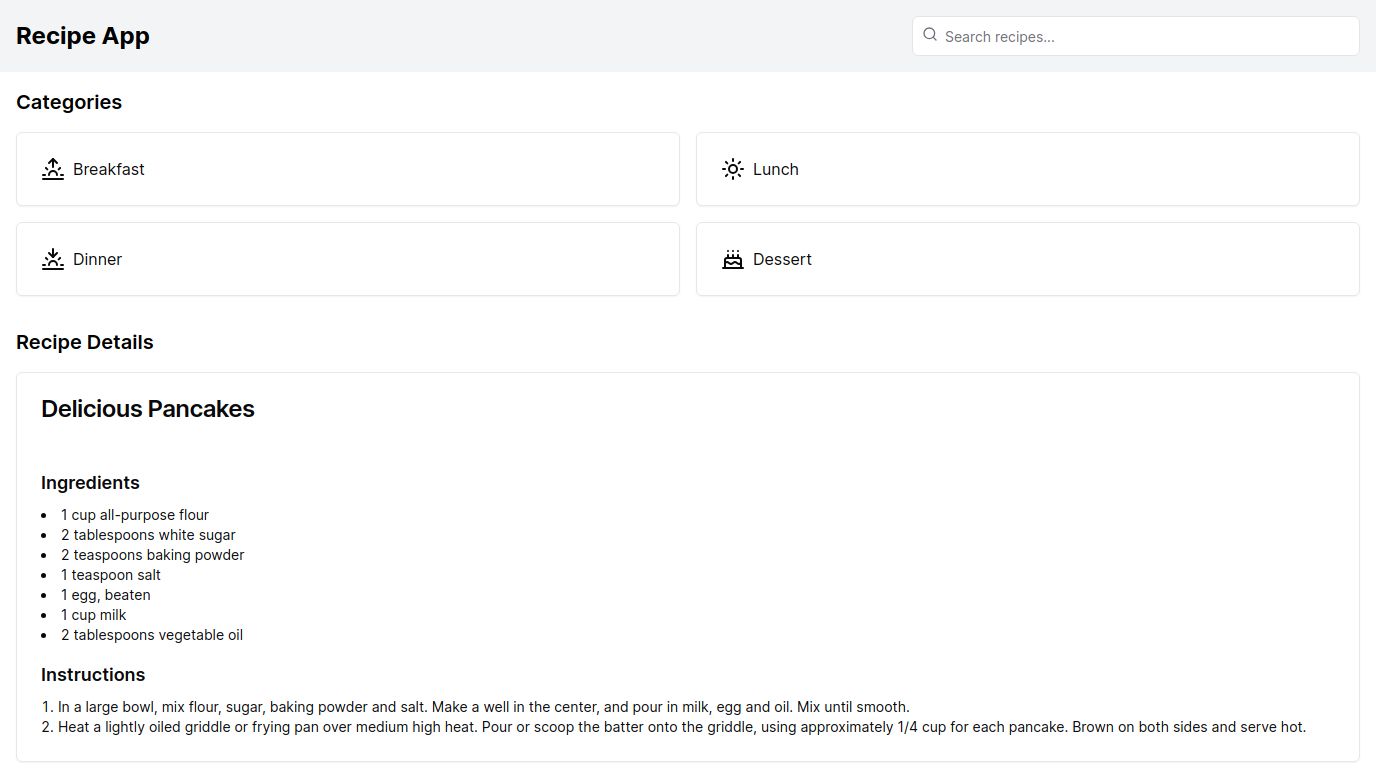 Recipe App
Search recipes...
Categories
Breakfast
Lunch
Dinner
Dessert
Recipe Details
Delicious Pancakes
Ingredients
1 cup all-purpose flour
2 tablespoons white sugar
2 teaspoons baking powder
1 teaspoon salt
1 egg, beaten
1 cup milk
2 tablespoons vegetable oil
Instructions
1. In a large bowl, mix flour, sugar, baking powder and salt. Make a well in the center, and pour in milk, egg and oil. Mix until smooth.
2. Heat a lightly oiled griddle or frying pan over medium high heat. Pour or scoop the batter onto the griddle, using approximately 1/4 cup for each pancake. Brown on both sides and serve hot.